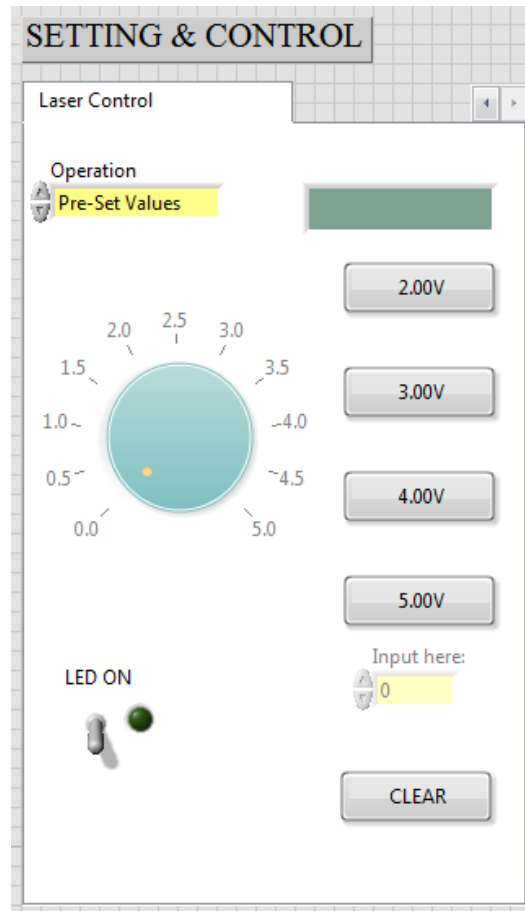 SETTING & CONTROL
Laser Control
Operation
Pre-Set Values
2.00V
2.5
2.0
3.0
1.5
3.5
3.00V
1.0
4.0
0.5
4.5
4.00V
0.0
5.0
5.00V
Input here:
LED ON
0
CLEAR